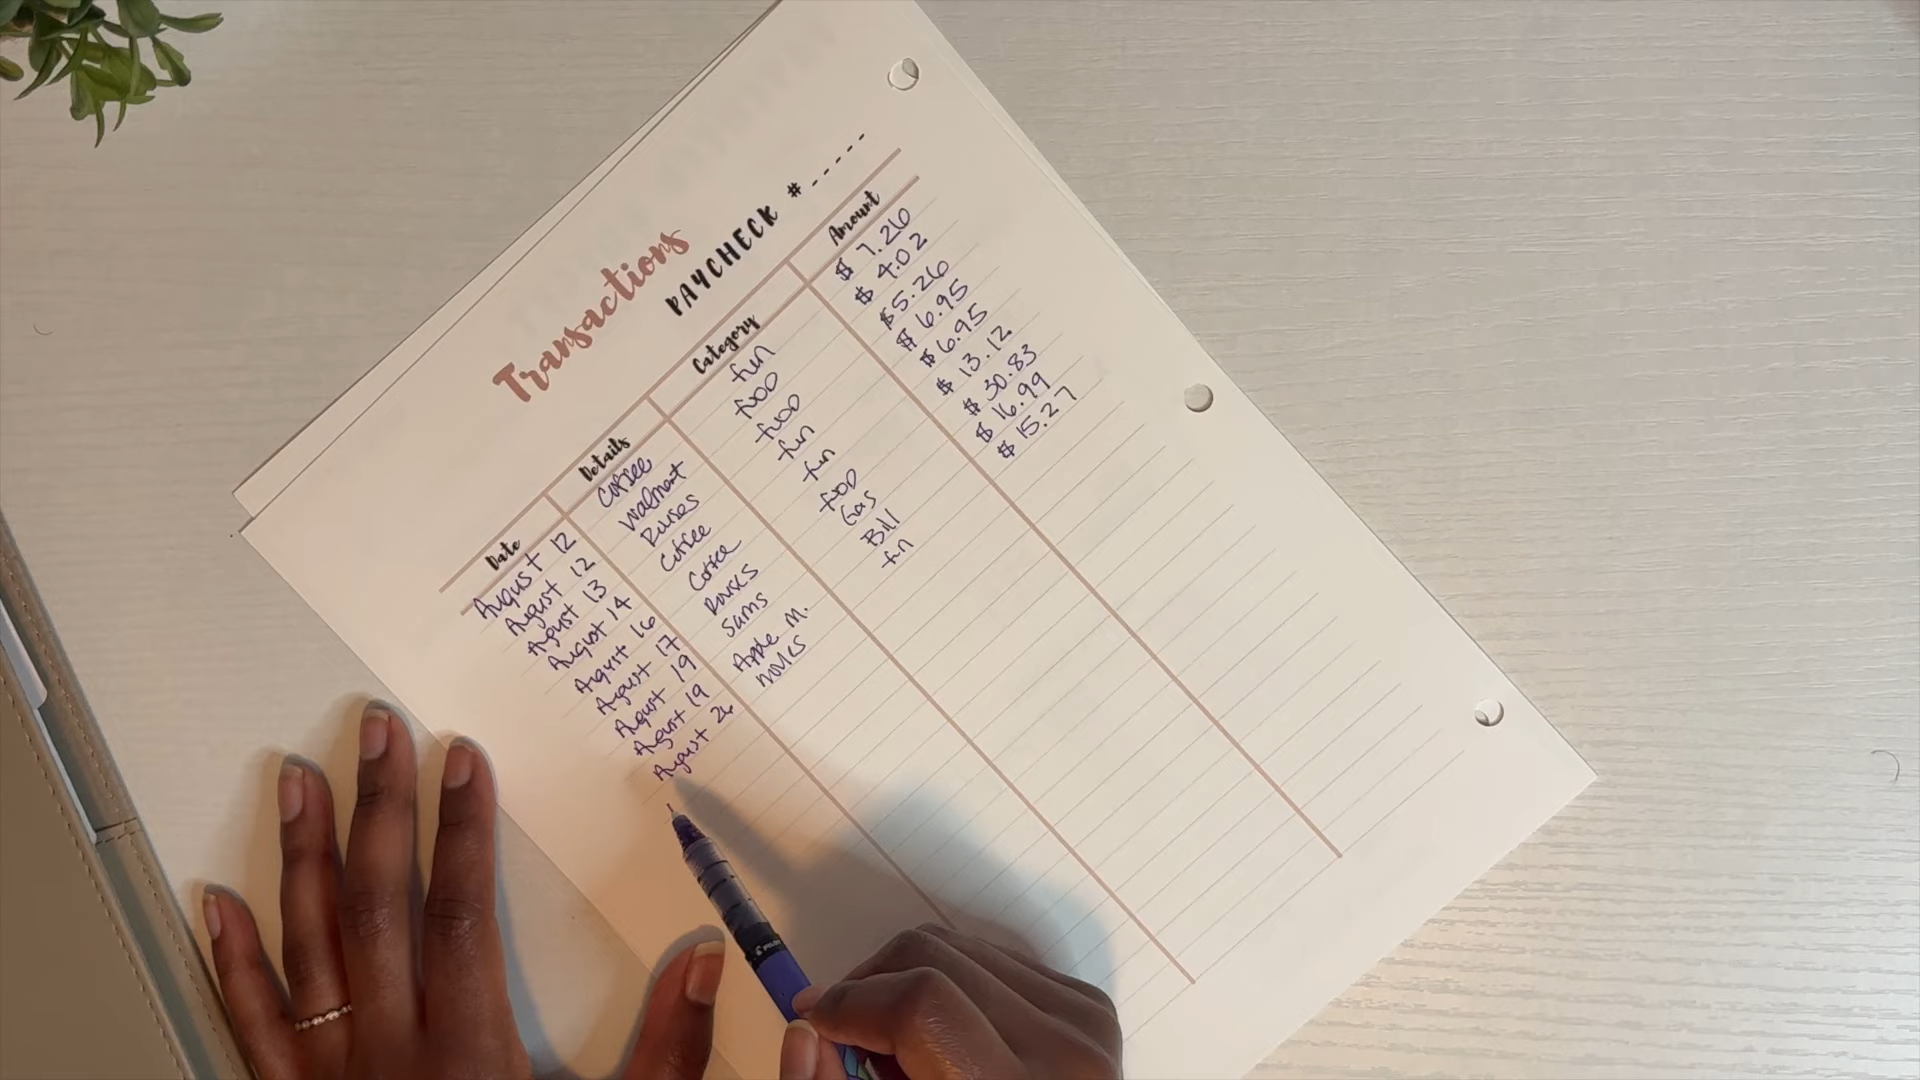 Transactions
PAYCHECK #
Date Details Category Amount
August 12 Coffee fun $ 7.26
August 12 Walmart food $ 4.02
August 13 Rouses food $5.26
August 14 Coffee fun $ 6.95
August 16 Coffee fun $6.95
August 17 Rouses food $ 13.12
August 19 Sams Gas $ 30.83
August 19 Apple M. Bill $ 16.99
August 26 movies fun $ 15.27